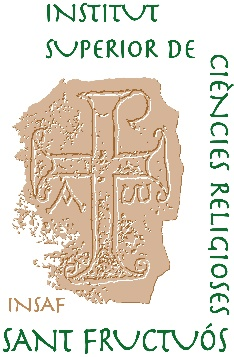 INSTITUT
SUPERIOR DE
CIÈNCIES RELIGIOSES
INSAF
SANT FRUCTUÓS